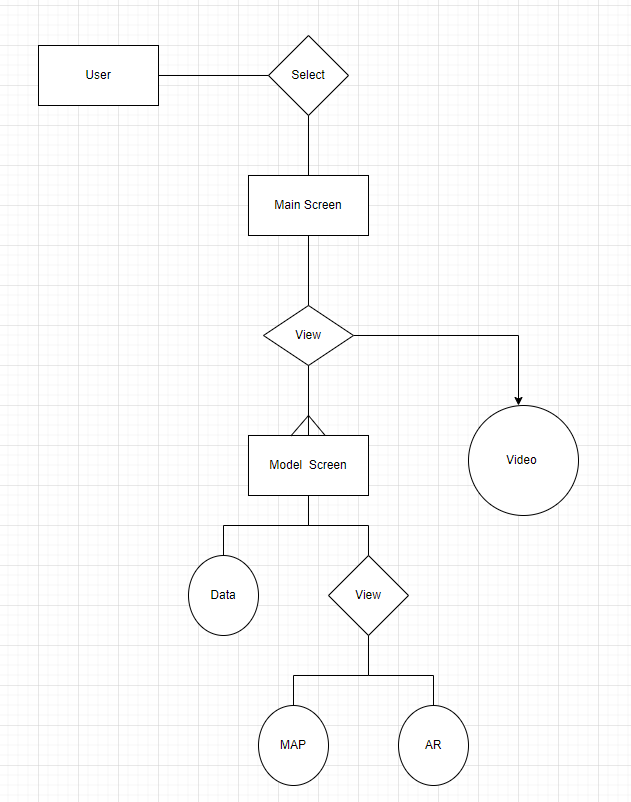 User
Select
Main Screen
View
Model  Screen
Video
Data
View
MAP
AR